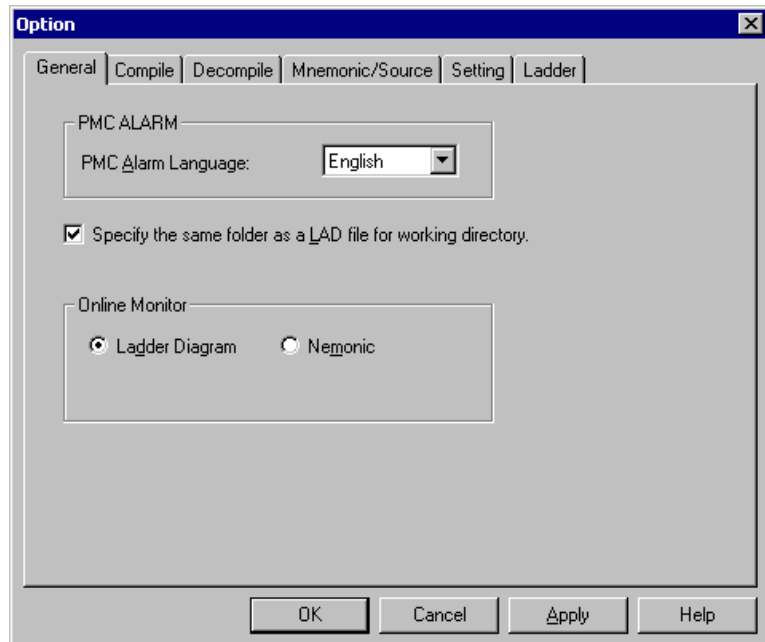 Option
General Compile Decompile Mnemonic/Source Setting Ladder
PMC ALARM
PMC Alarm Language: English
Specify the same folder as a LAD file for working directory.
Online Monitor
Ladder Diagram Nemonic
OK Cancel Apply Help